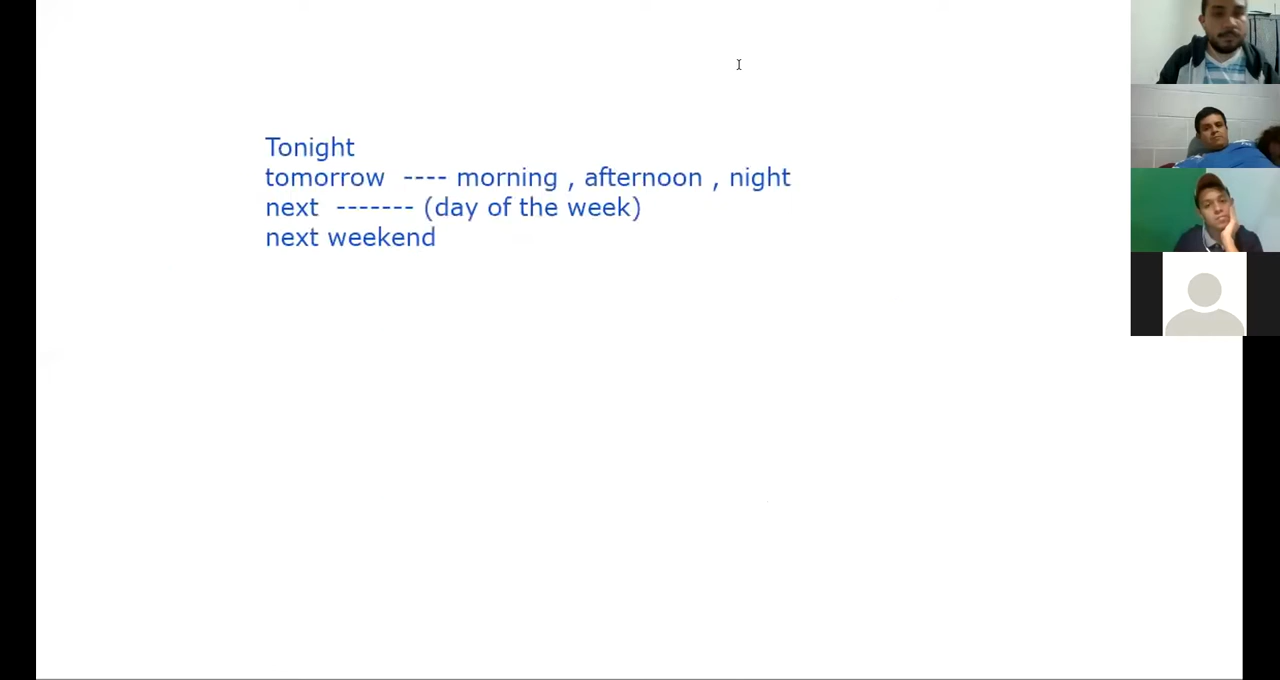 Tonight
tomorrow ---- morning , afternoon , night
next ------- (day of the week)
next weekend